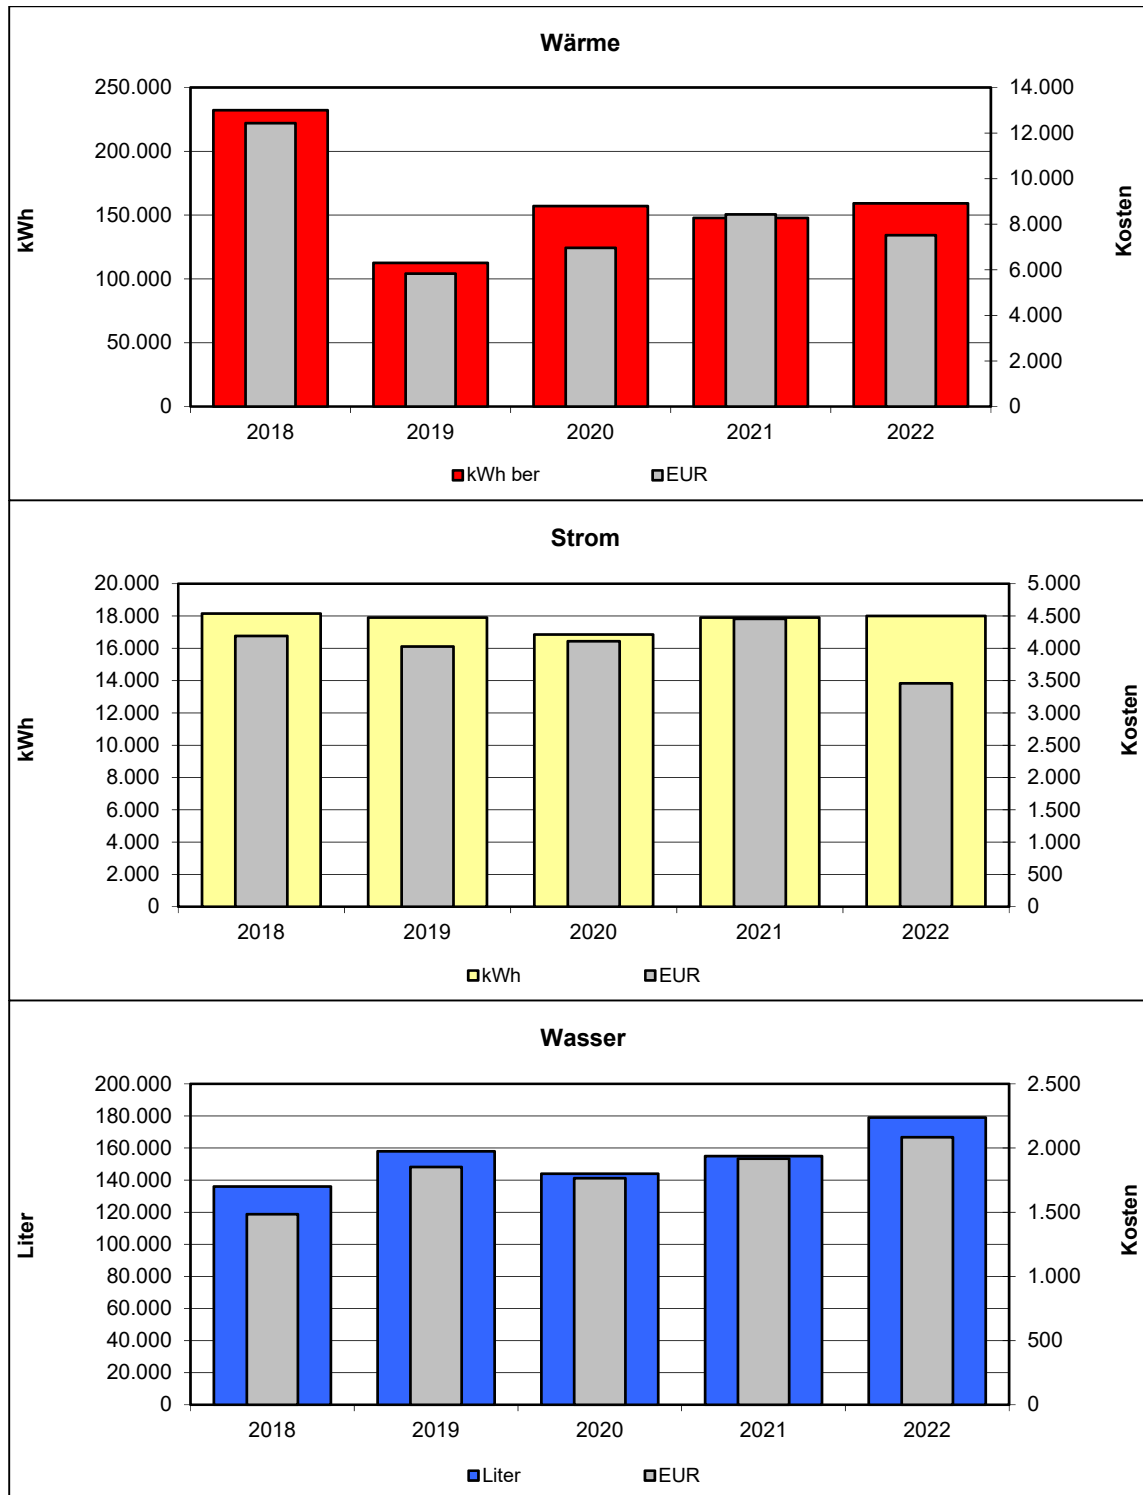 Wärme
250.000 14.000
12.000
200.000
10.000
150.000
8.000
kWh
Kosten
6.000
100.000
4.000
50.000
2.000
0 0
2018 2019 2020 2021 2022
kWh ber EUR
Strom
20.000 5.000
18.000 4.500
16.000 4.000
14.000 3.500
12.000 3.000
kWh
Kosten
10.000 2.500
8.000 2.000
6.000 1.500
4.000 1.000
2.000 500
0 0
2018 2019 2020 2021 2022
kWh EUR
Wasser
200.000 2.500
180.000
160.000 2.000
140.000
120.000 1.500
Liter
Kosten
100.000
80.000 1.000
60.000
40.000 500
20.000
0 0
2018 2019 2020 2021 2022
Liter EUR